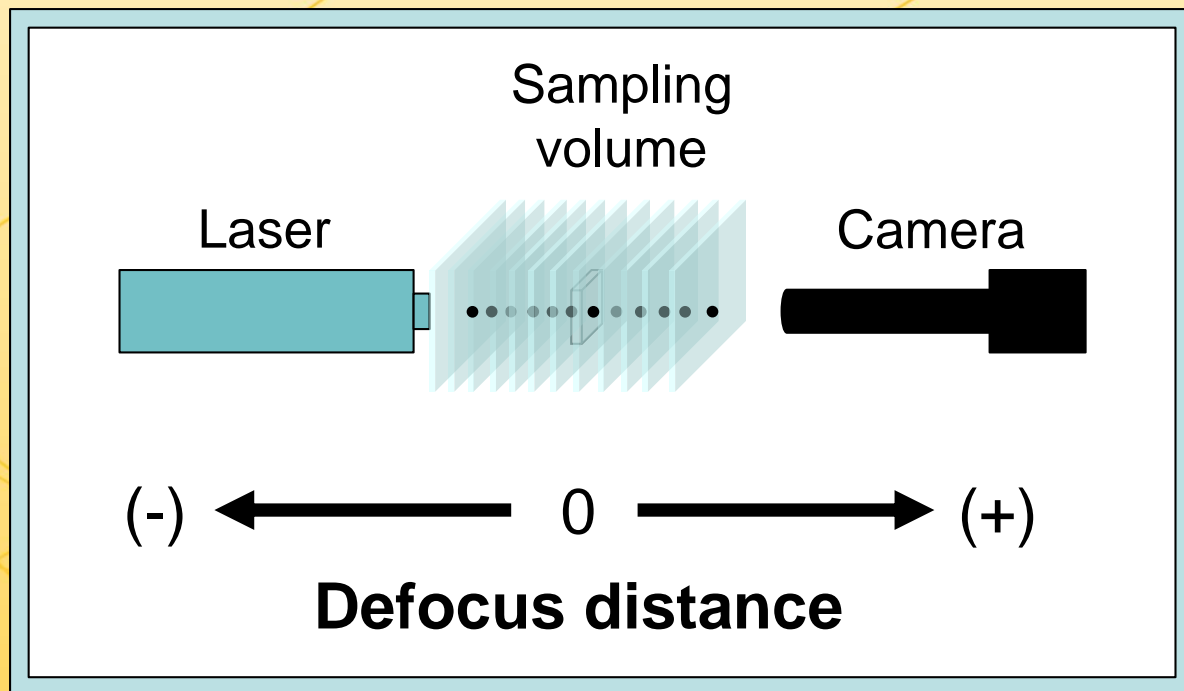 Sampling
volume
Laser
Camera
(-)
0
(+)
Defocus distance